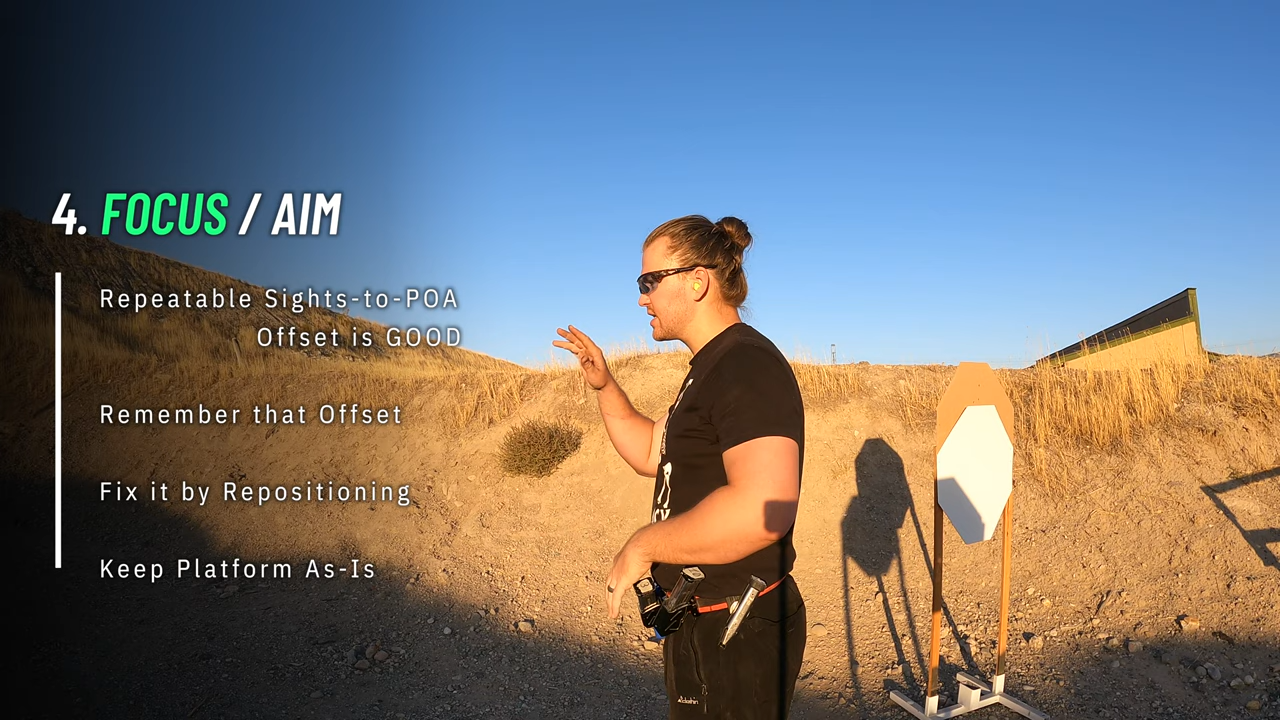 4. FOCUS / AIM
Repeatable Sights-to-POA
Offset is GOOD
Remember that Offset
Fix it by Repositioning
Keep Platform As-Is